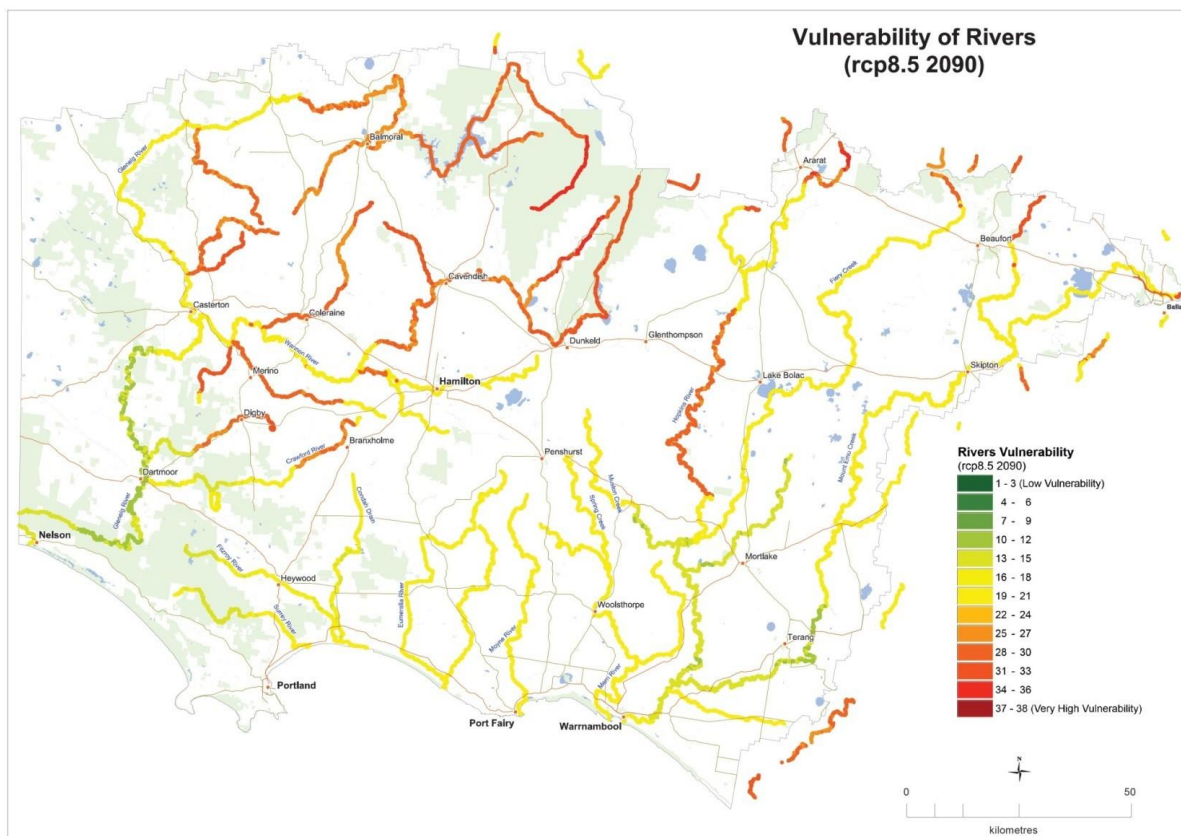 Vulnerability of Rivers
(rcp8.5 2090)
Glenelg River
Balmoral
Ararat
Beaufort
Fiery Creek
Cavendish
Casterton
Coleraine
Wannon River
Dunkeld
Glenthompson
Merino
Hamilton
Lake Bolac
Skipton
Hopkins River
Digby
Crawford River
Branxholme
Penshurst
Mount Emu Creek
Dartmoor
Condah Drain
Muston Creek
Spring Creek
Glenelg River
Nelson
Fitzroy River
Heywood
Eumeralla River
Mortlake
Surrey River
Moyne River
Woolsthorpe
Terang
Merri River
Portland
Port Fairy
Warrnambool
Rivers Vulnerability
(rcp8.5 2090)
1 - 3 (Low Vulnerability)
4 - 6
7 - 9
10 - 12
13 - 15
16 - 18
19 - 21
22 - 24
25 - 27
28 - 30
31 - 33
34 - 36
37 - 38 (Very High Vulnerability)
N
0 50
kilometres